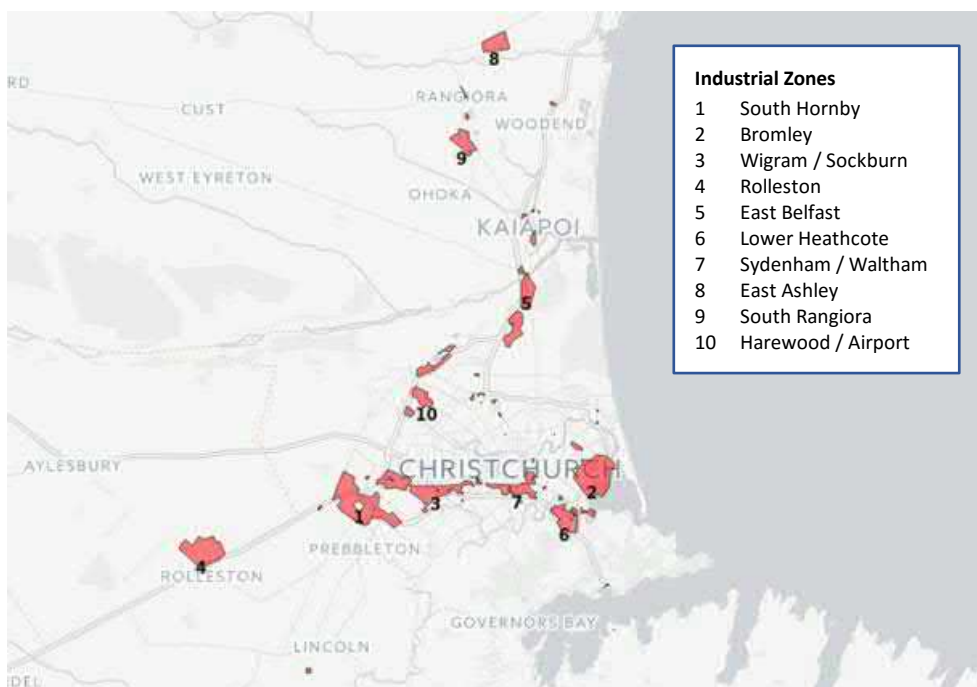 8
RD
RANGIORA
CUST
WOODEND
9
WEST EYRETON
OHOKA
KAIAPOI
5
10
AYLESBURY
CHRISTCHURCH
2
3
7
1
6
PREBBLETON
4
ROLLESTON
GOVERNORS BAY
LINCOLN
DEL
Industrial Zones
1 South Hornby
2 Bromley
3 Wigram / Sockburn
4 Rolleston
5 East Belfast
6 Lower Heathcote
7 Sydenham / Waltham
8 East Ashley
9 South Rangiora
10 Harewood / Airport